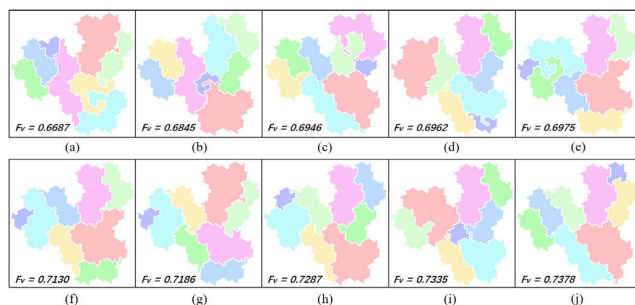 Fv = 0.6687
Fv = 0.6845
Fv = 0.6946
Fv = 0.6962
Fv = 0.6975
(a)
(b)
(c)
(d)
(e)
Fv = 0.7130
Fv = 0.7186
Fv = 0.7287
Fv = 0.7335
Fv = 0.7378
(f)
(g)
(h)
(i)
(j)